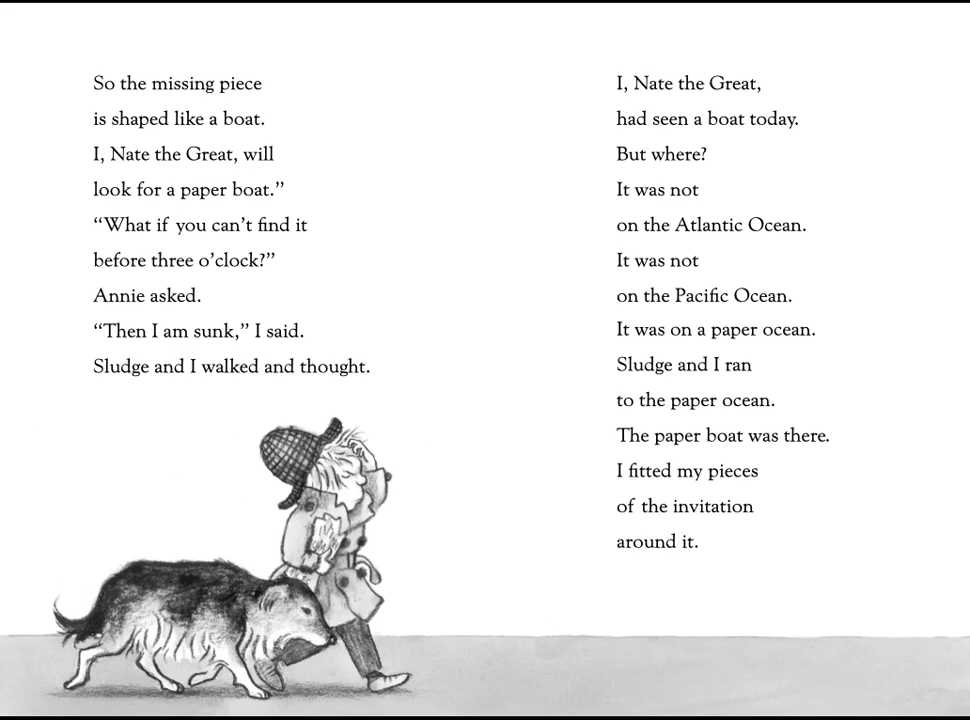 So the missing piece
is shaped like a boat.
I, Nate the Great, will
look for a paper boat.”
“What if you can’t find it
before three o’clock?”
Annie asked.
“Then I am sunk,” I said.
Sludge and I walked and thought.
I, Nate the Great,
had seen a boat today.
But where?
It was not
on the Atlantic Ocean.
It was not
on the Pacific Ocean.
It was on a paper ocean.
Sludge and I ran
to the paper ocean.
The paper boat was there.
I fitted my pieces
of the invitation
around it.